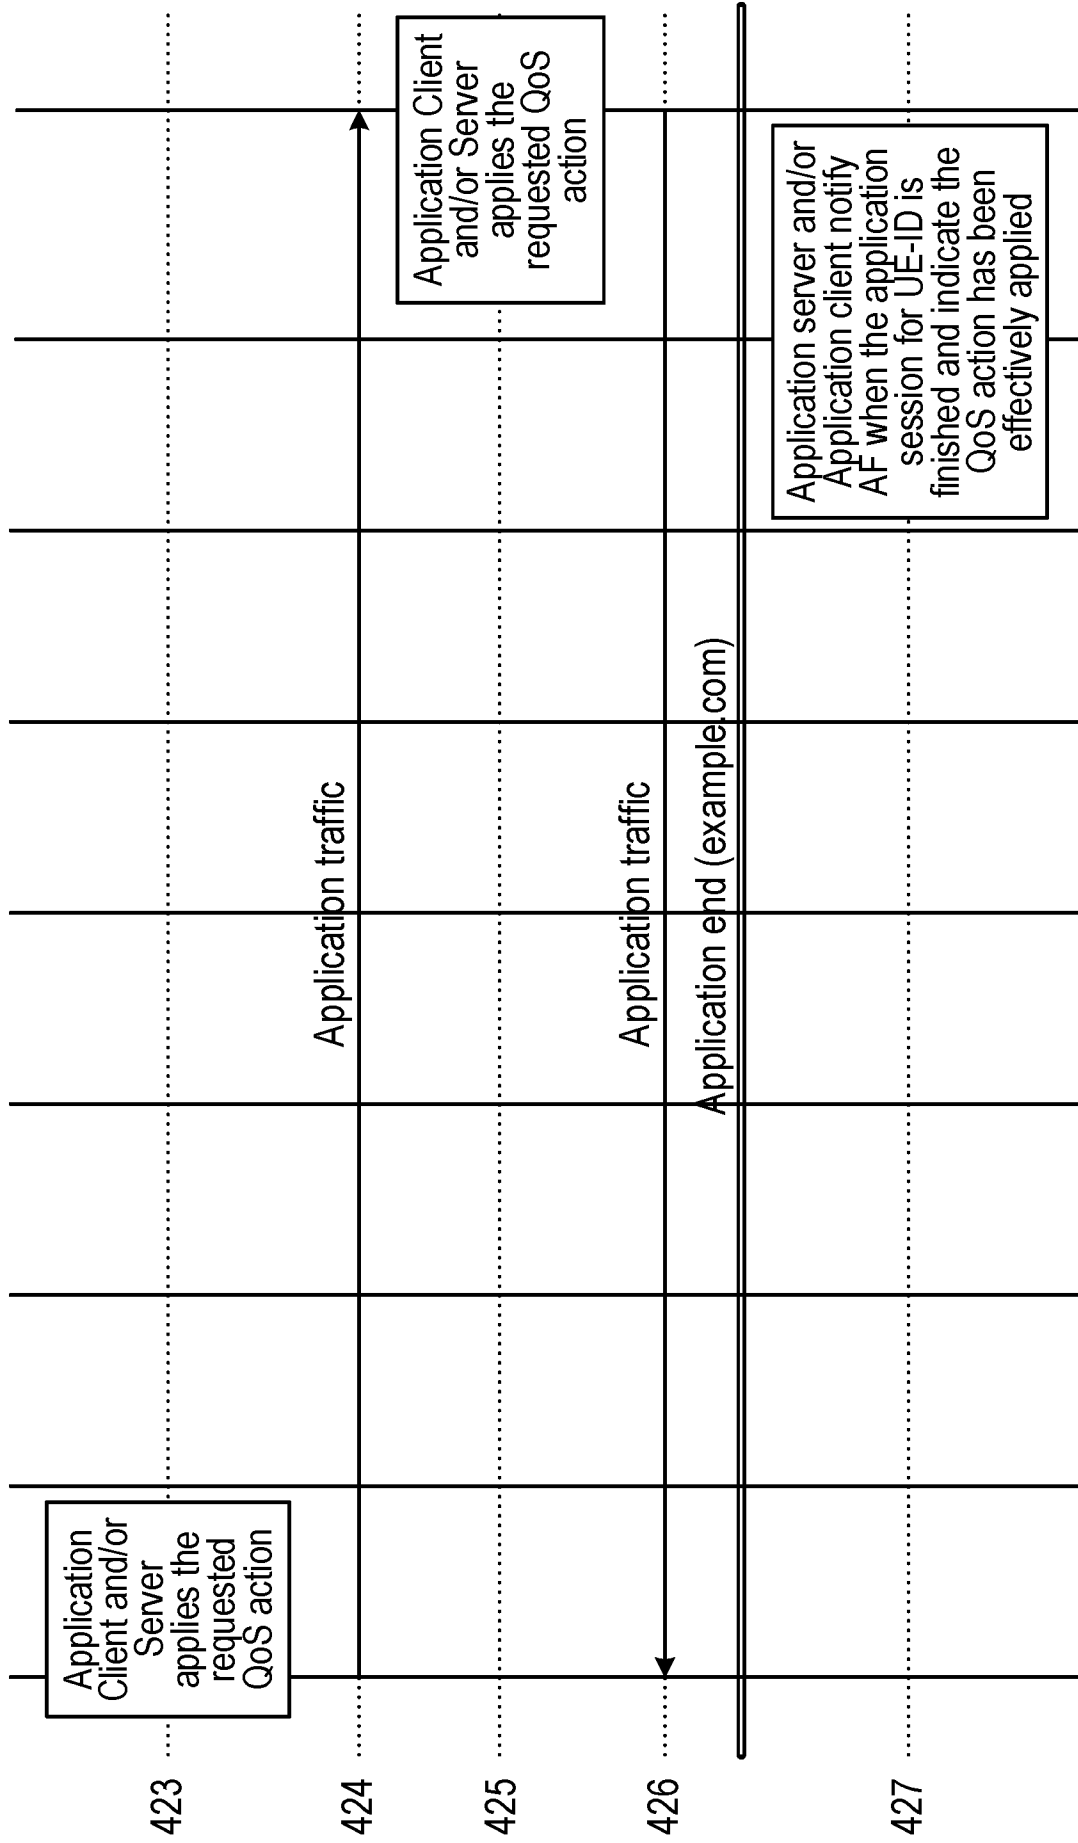 423
Application
Client and/or
Server
applies the
requested
QoS action
424
Application traffic
425
Application Client
and/or Server
applies the
requested QoS
action
426
Application traffic
Application end (example.com)
427
Application server and/or
Application client notify
AF when the application
session for UE-ID is
finished and indicate the
QoS action has been
effectively applied